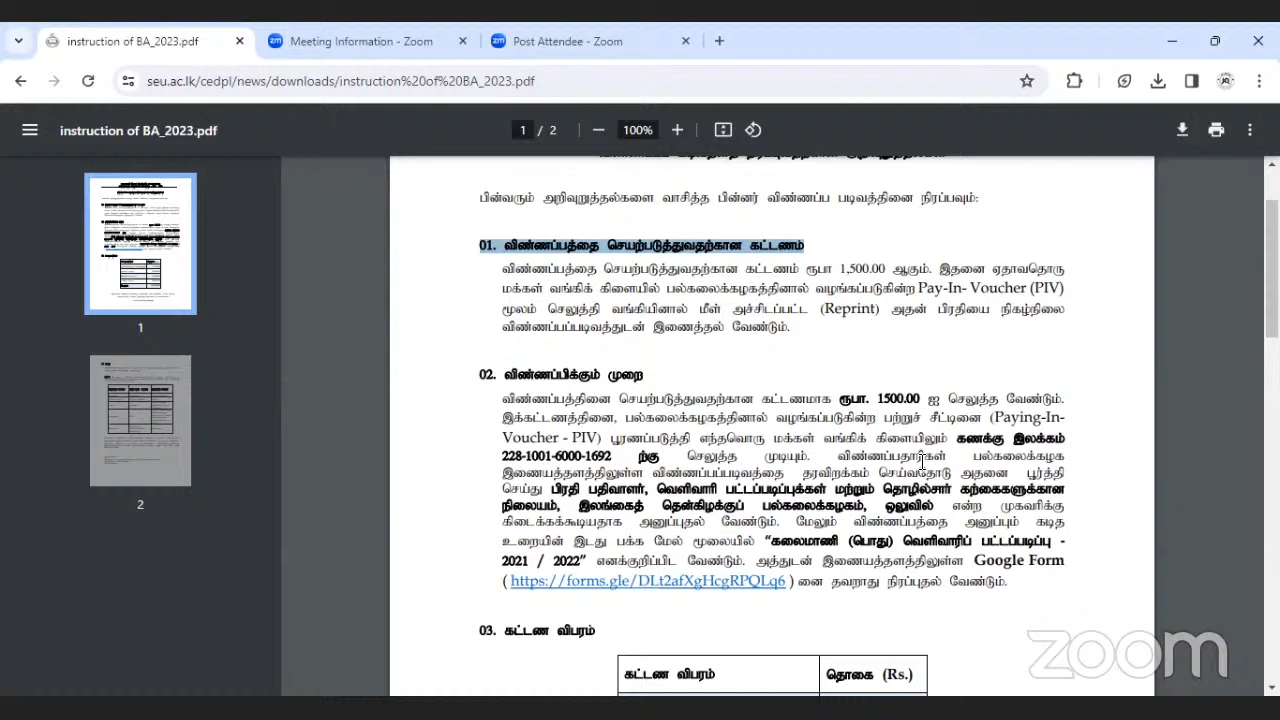 instruction of BA_2023.pdf
Meeting Information - Zoom
Post Attendee - Zoom
seu.ac.lk/cedpl/news/downloads/instruction%20of%20BA_2023.pdf
instruction of BA_2023.pdf
1 / 2
100%
பின்வரும் அறிவுறுத்தல்களை வாசித்த பின்னர் விண்ணப்ப படிவத்தினை நிரப்பவும்:
01. விண்ணப்பத்தை செயற்படுத்துவதற்கான கட்டணம்
விண்ணப்பத்தை செயற்படுத்துவதற்கான கட்டணம் ரூபா 1,500.00 ஆகும். இதனை ஏதாவதொரு
மக்கள் வங்கிக் கிளையில் பல்கலைக்கழகத்தினால் வழங்கப்படுகின்ற Pay-In- Voucher (PIV)
மூலம் செலுத்தி வங்கியினால் மீள் அச்சிடப்பட்ட (Reprint) அதன் பிரதியை நிகழ்நிலை
விண்ணப்பப்படிவத்துடன் இணைத்தல் வேண்டும்.
02. விண்ணப்பிக்கும் முறை
விண்ணப்பத்தினை செயற்படுத்துவதற்கான கட்டணமாக ரூபா. 1500.00 ஐ செலுத்த வேண்டும்.
இக்கட்டணத்தினை, பல்கலைக்கழகத்தினால் வழங்கப்படுகின்ற பற்றுச் சீட்டினை (Paying-In-
Voucher - PIV) பூரணப்படுத்தி எந்தவொரு மக்கள் வங்கிக் கிளையிலும் கணக்கு இலக்கம்
228-1001-6000-1692 ற்கு செலுத்த முடியும். விண்ணப்பதாரிகள் பல்கலைக்கழக
இணையத்தளத்திலுள்ள விண்ணப்பப்படிவத்தை தரவிறக்கம் செய்வதோடு அதனை பூர்த்தி
செய்து பிரதி பதிவாளர், வெளிவாரி பட்டப்படிப்புக்கள் மற்றும் தொழில்சார் கற்கைகளுக்கான
நிலையம், இலங்கைத் தென்கிழக்குப் பல்கலைக்கழகம், ஒலுவில் என்ற முகவரிக்கு
கிடைக்கக்கூடியதாக அனுப்புதல் வேண்டும். மேலும் விண்ணப்பத்தை அனுப்பும் கடித
உறையின் இடது பக்க மேல் மூலையில் “கலைமாணி (பொது) வெளிவாரிப் பட்டப்படிப்பு -
2021 / 2022” எனக்குறிப்பிட வேண்டும். அத்துடன் இணையத்தளத்திலுள்ள Google Form
( https://forms.gle/DLt2afXgHcgRPQLq6 ) னை தவறாது நிரப்புதல் வேண்டும்.
03. கட்டண விபரம்
கட்டண விபரம் தொகை (Rs.)
1
2
zoom